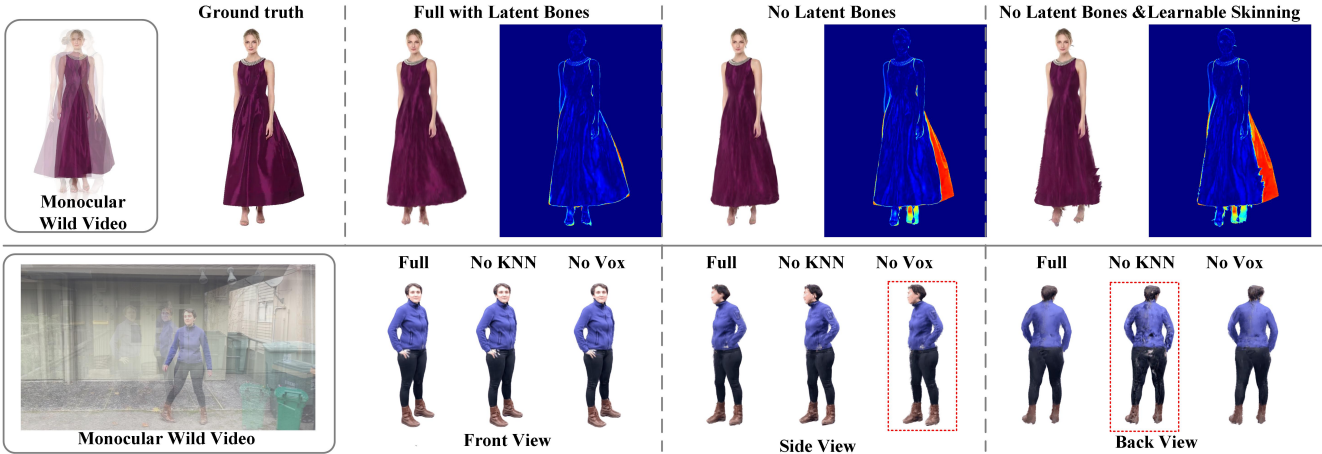 Ground truth
Full with Latent Bones
No Latent Bones
No Latent Bones &Learnable Skinning
Monocular
Wild Video
Full
No KNN
No Vox
Full
No KNN
No Vox
Full
No KNN
No Vox
Monocular Wild Video
Front View
Side View
Back View